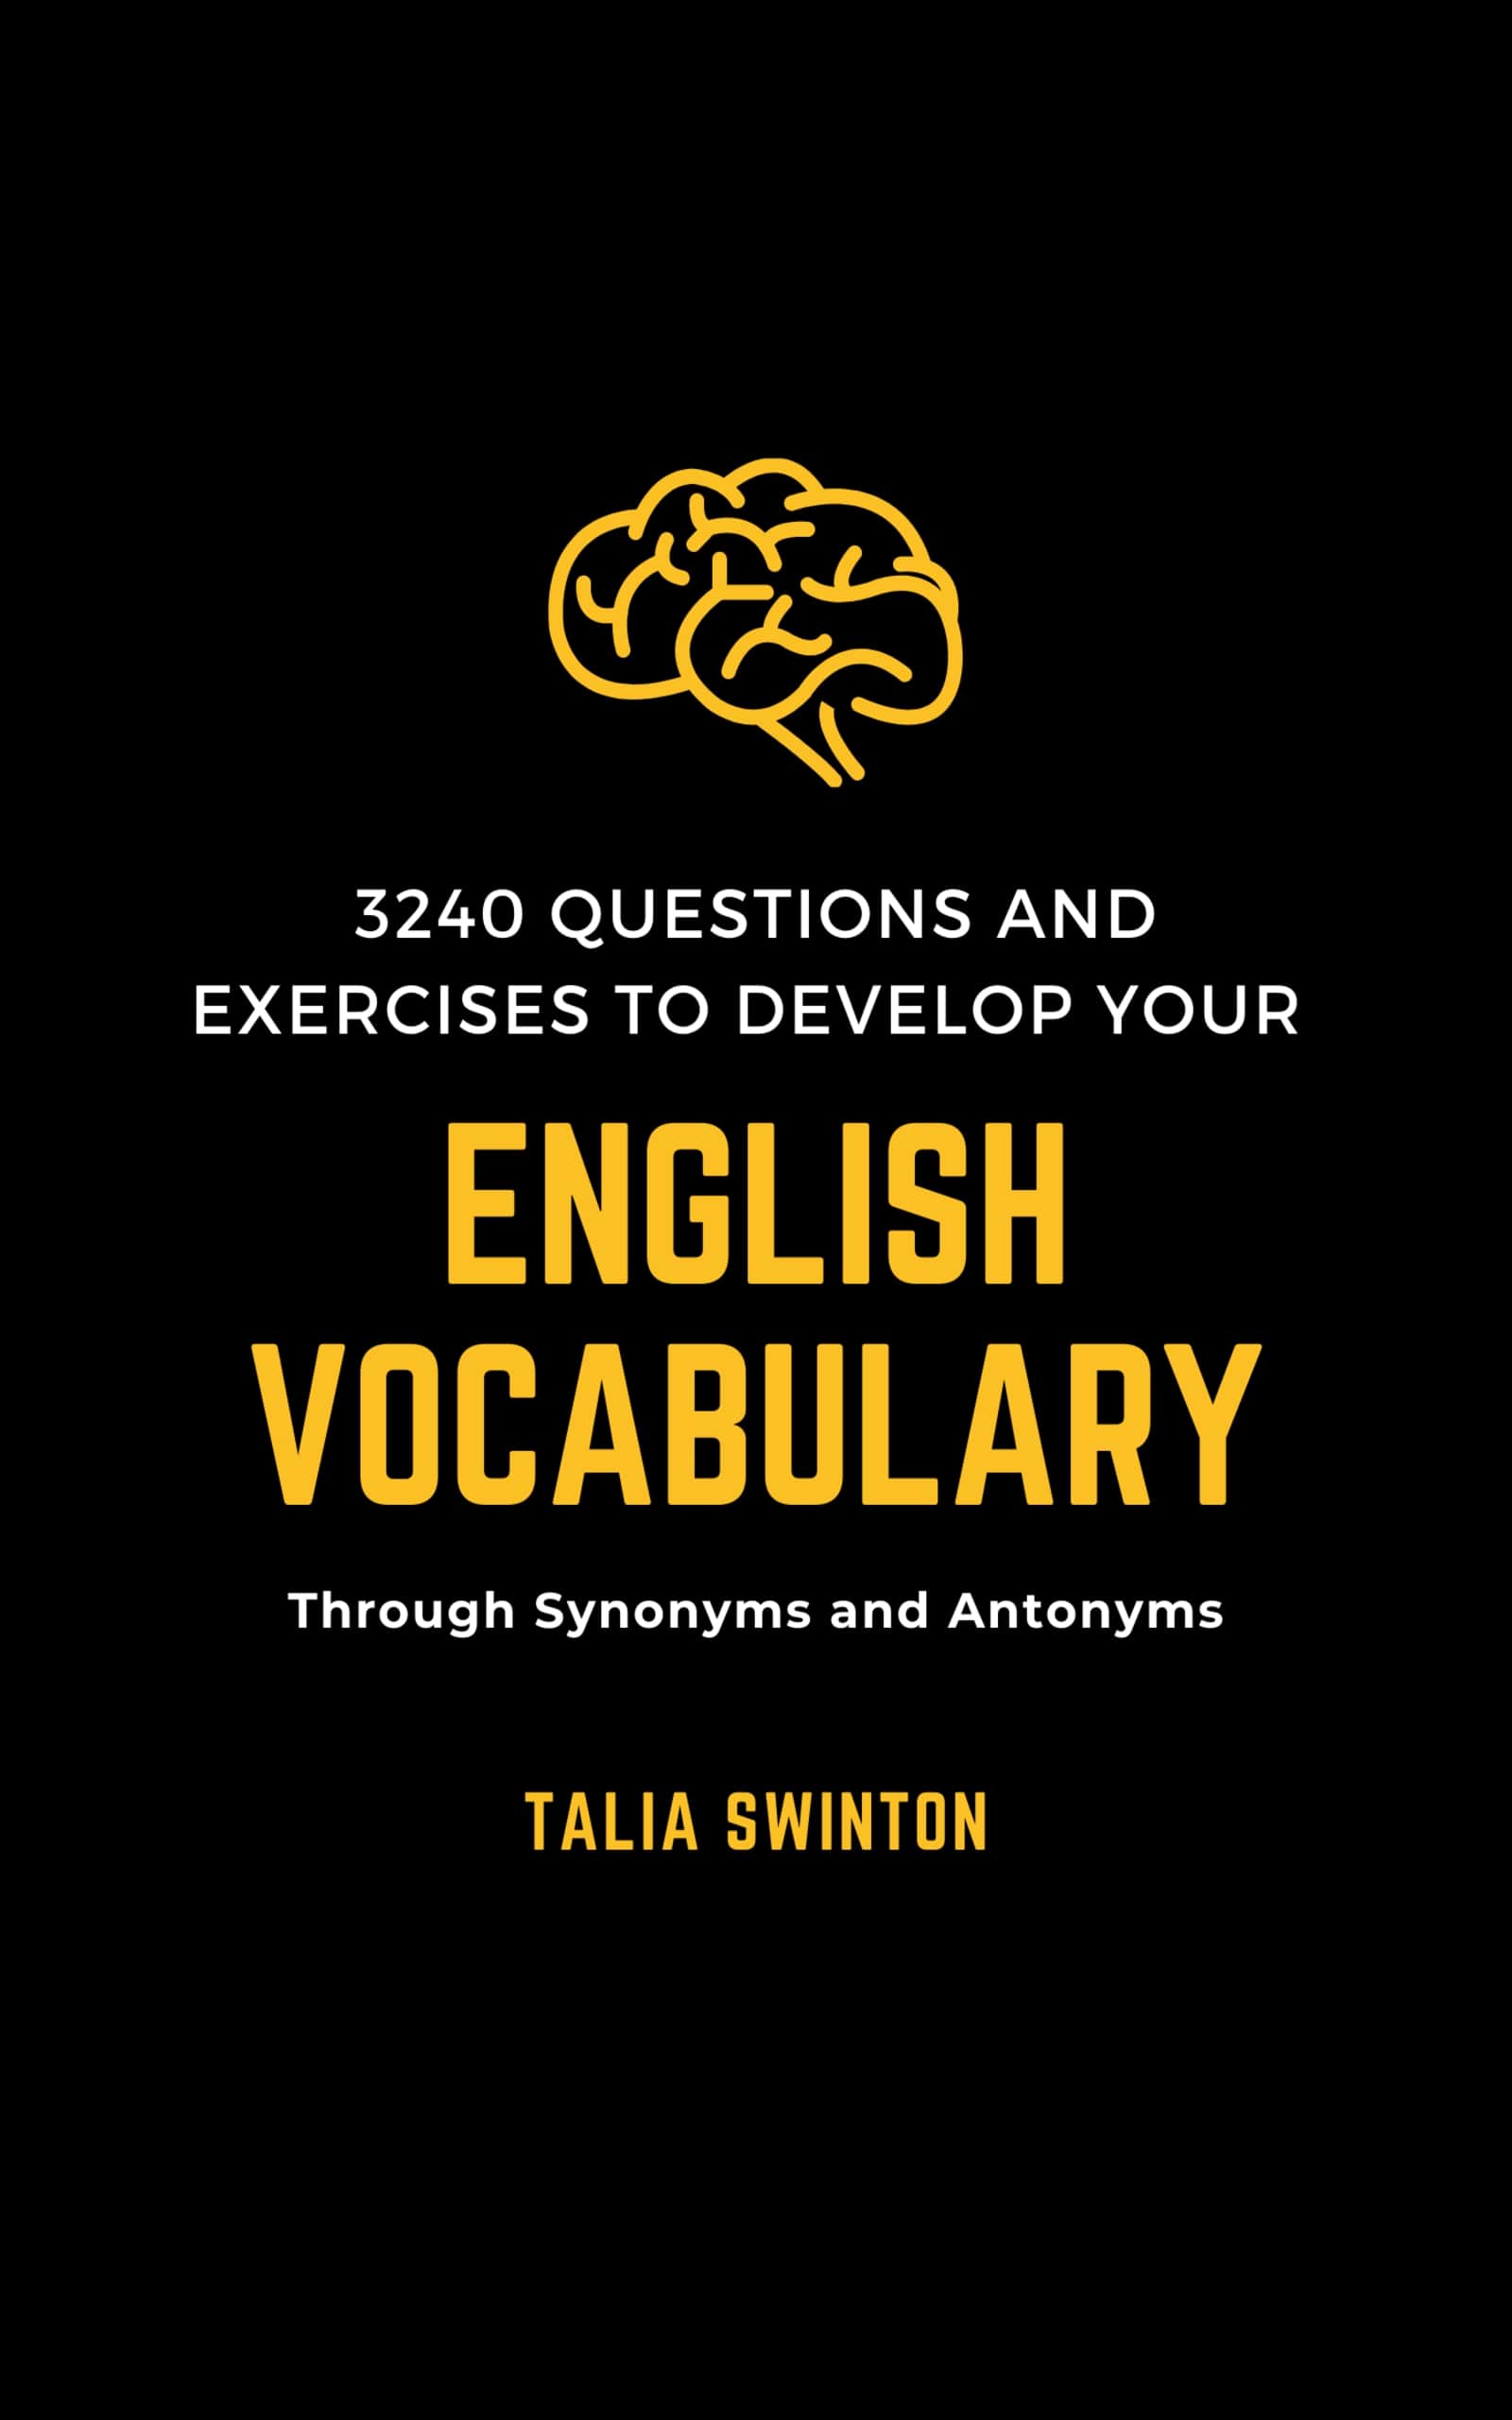 3240 QUESTIONS AND
EXERCISES TO DEVELOP YOUR
ENGLISH
VOCABULARY
Through Synonyms and Antonyms
TALIA SWINTON